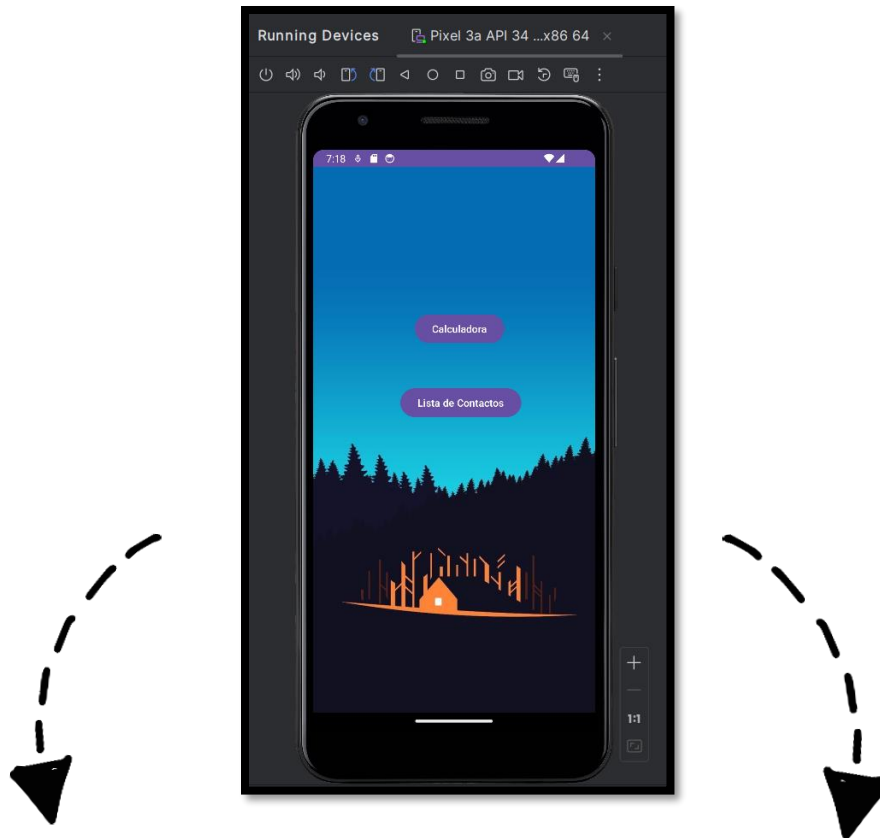 Running Devices Pixel 3a API 34 ...x86 64
7:18
Calculadora
Lista de Contactos
1:1